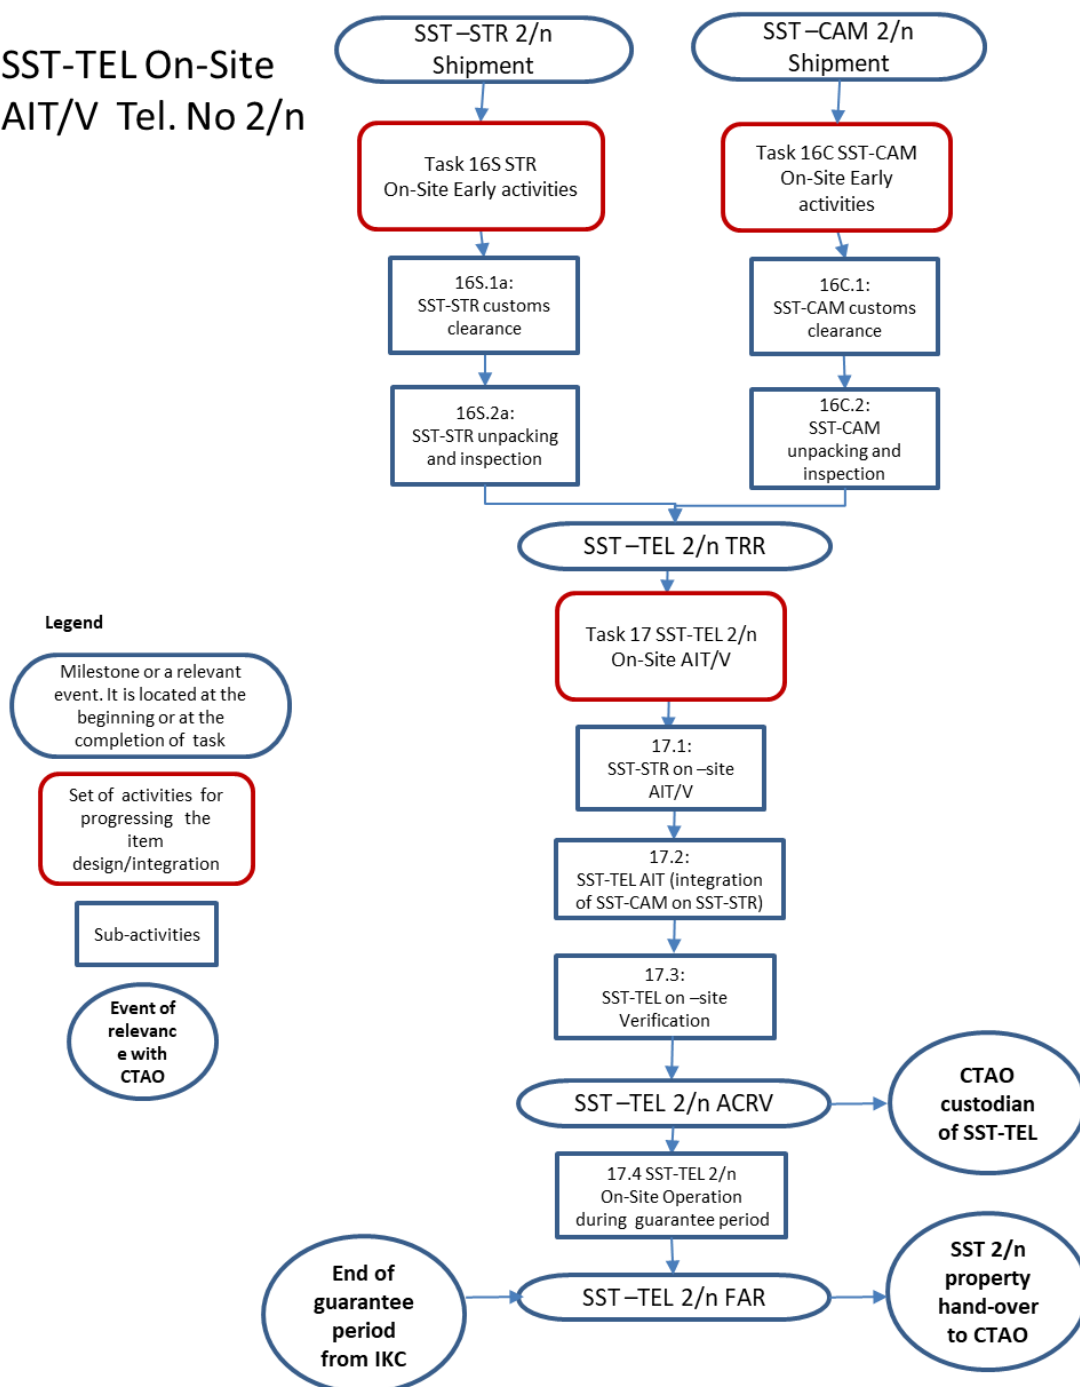 SST-TEL On-Site
AIT/V Tel. No 2/n
SST –STR 2/n
Shipment
SST –CAM 2/n
Shipment
Task 16S STR
On-Site Early activities
Task 16C SST-CAM
On-Site Early
activities
16S.1a:
SST-STR customs
clearance
16C.1:
SST-CAM customs
clearance
16S.2a:
SST-STR unpacking
and inspection
16C.2:
SST-CAM
unpacking and
inspection
SST –TEL 2/n TRR
Task 17 SST-TEL 2/n
On-Site AIT/V
17.1:
SST-STR on –site
AIT/V
17.2:
SST-TEL AIT (integration
of SST-CAM on SST-STR)
17.3:
SST-TEL on –site
Verification
SST –TEL 2/n ACRV
CTAO
custodian
of SST-TEL
17.4 SST-TEL 2/n
On-Site Operation
during guarantee period
End of
guarantee
period
from IKC
SST –TEL 2/n FAR
SST 2/n
property
hand-over
to CTAO
Legend
Milestone or a relevant
event. It is located at the
beginning or at the
completion of task
Set of activities for
progressing the
item
design/integration
Sub-activities
Event of
relevanc
e with
CTAO